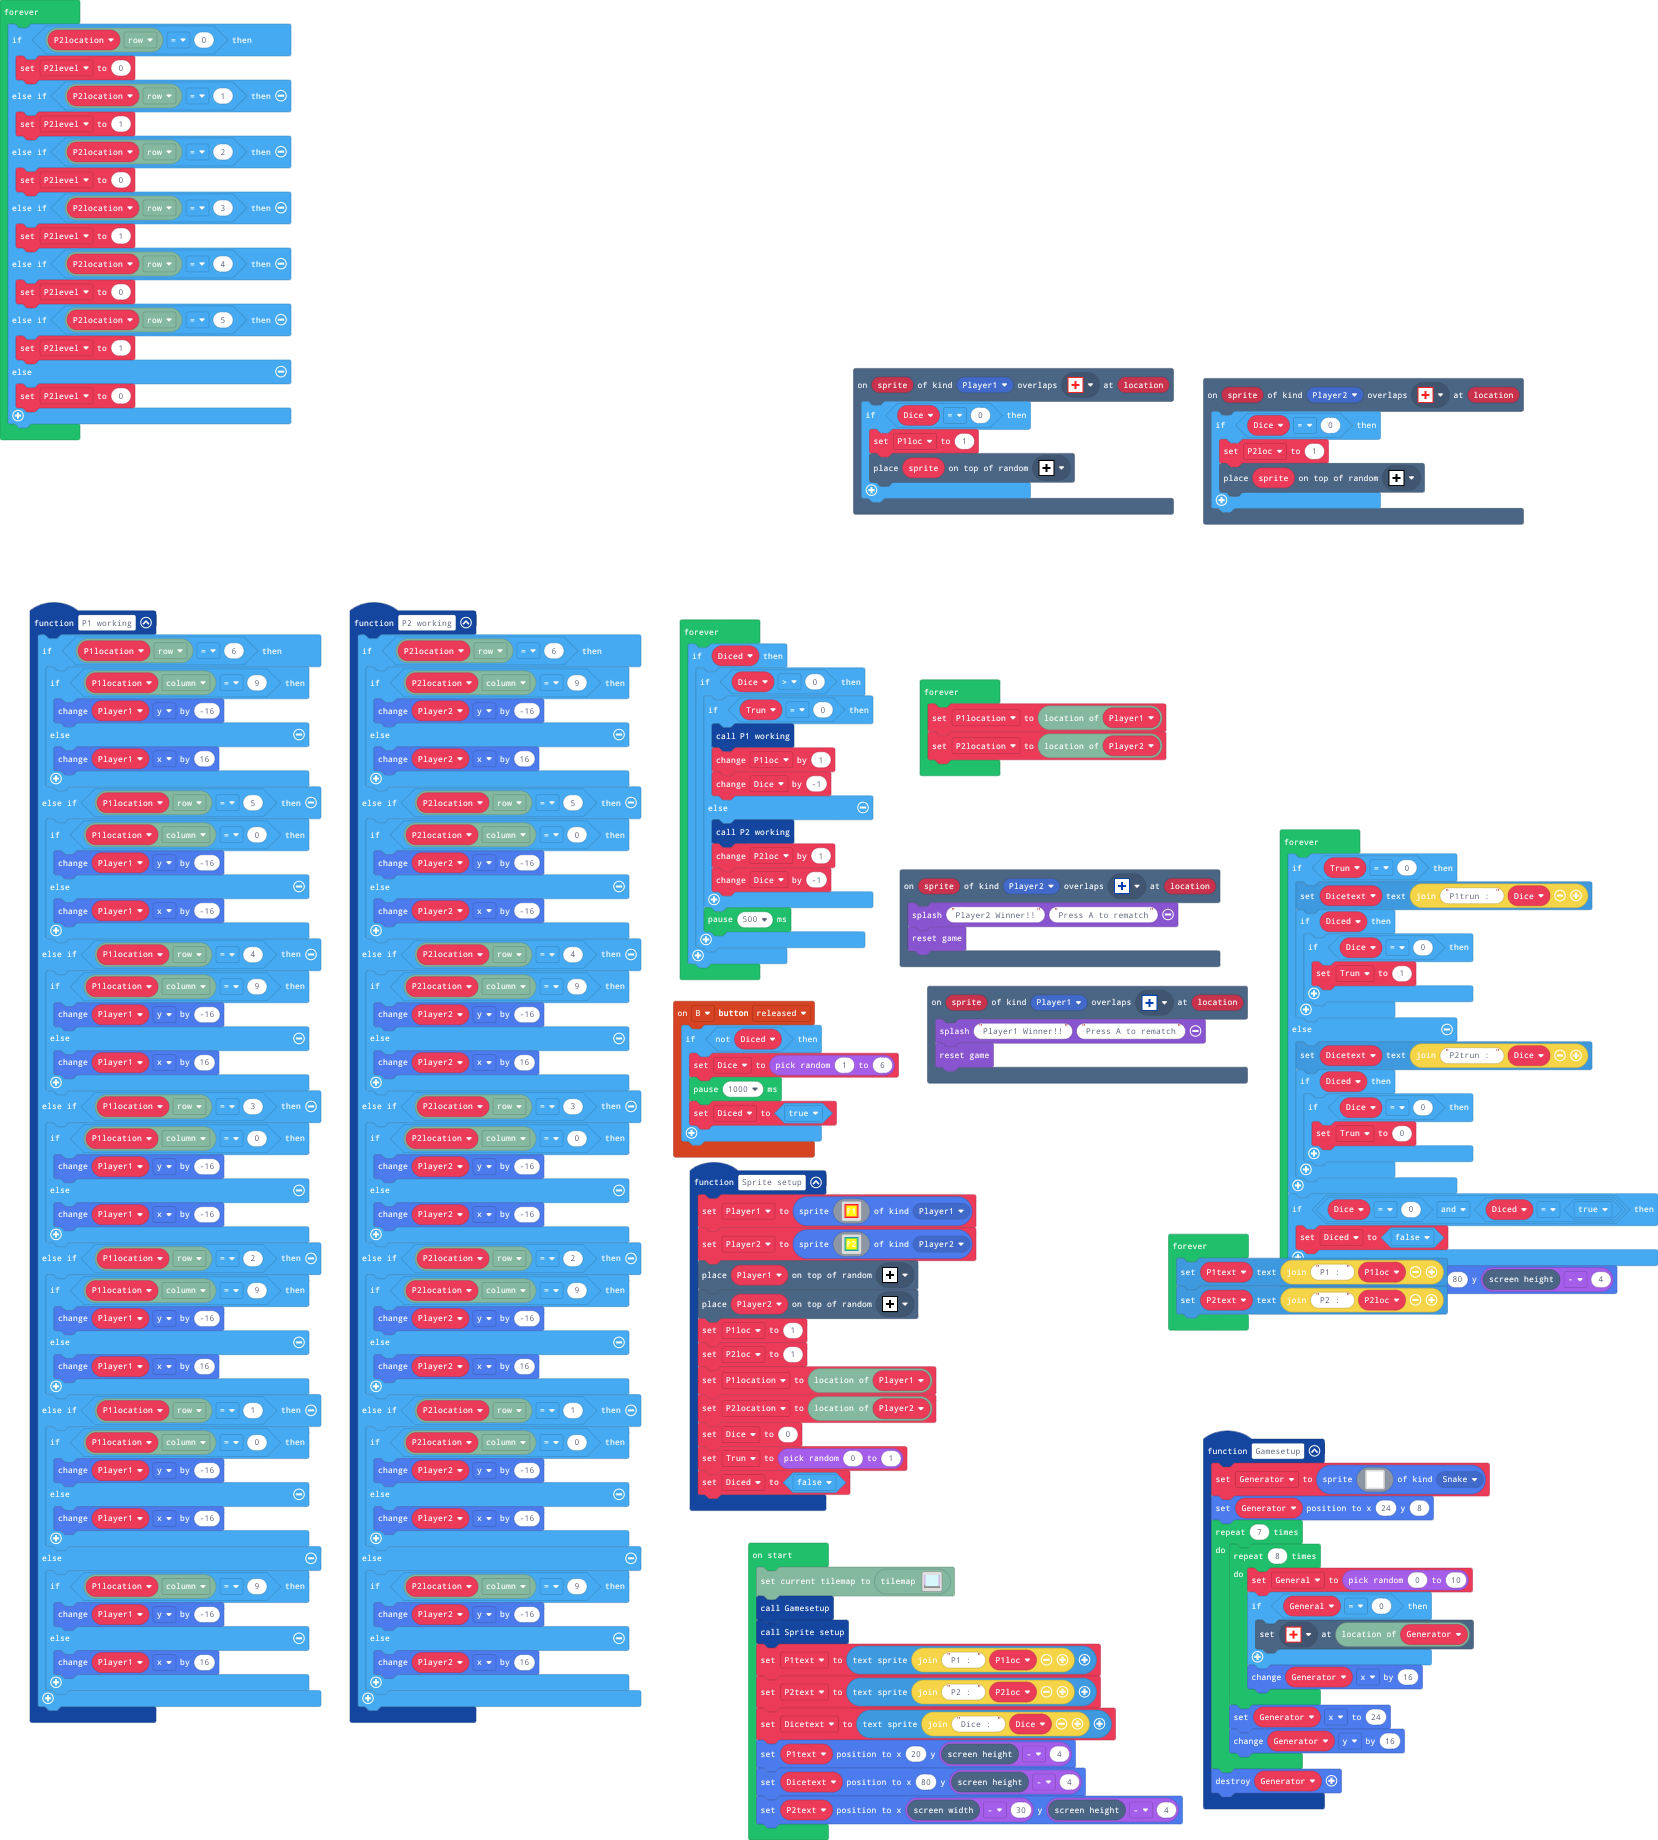 forever
if P2location row = 0 then
set P2level to 0
else if P2location row = 1 then
set P2level to 1
else if P2location row = 2 then
set P2level to 0
else if P2location row = 3 then
set P2level to 1
else if P2location row = 4 then
set P2level to 0
else if P2location row = 5 then
set P2level to 1
else
set P2level to 0
on sprite of kind Player1 overlaps at location
if Dice = 0 then
set P1loc to 1
place sprite on top of random
on sprite of kind Player2 overlaps at location
if Dice = 0 then
set P2loc to 1
place sprite on top of random
function P1 working
if P1location row = 6 then
if P1location column = 9 then
change Player1 y by -16
else
change Player1 x by 16
else if P1location row = 5 then
if P1location column = 0 then
change Player1 y by -16
else
change Player1 x by -16
else if P1location row = 4 then
if P1location column = 9 then
change Player1 y by -16
else
change Player1 x by 16
else if P1location row = 3 then
if P1location column = 0 then
change Player1 y by -16
else
change Player1 x by -16
else if P1location row = 2 then
if P1location column = 9 then
change Player1 y by -16
else
change Player1 x by 16
else if P1location row = 1 then
if P1location column = 0 then
change Player1 y by -16
else
change Player1 x by -16
else
if P1location column = 9 then
change Player1 y by -16
else
change Player1 x by 16
function P2 working
if P2location row = 6 then
if P2location column = 9 then
change Player2 y by -16
else
change Player2 x by 16
else if P2location row = 5 then
if P2location column = 0 then
change Player2 y by -16
else
change Player2 x by -16
else if P2location row = 4 then
if P2location column = 9 then
change Player2 y by -16
else
change Player2 x by 16
else if P2location row = 3 then
if P2location column = 0 then
change Player2 y by -16
else
change Player2 x by -16
else if P2location row = 2 then
if P2location column = 9 then
change Player2 y by -16
else
change Player2 x by 16
else if P2location row = 1 then
if P2location column = 0 then
change Player2 y by -16
else
change Player2 x by -16
else
if P2location column = 9 then
change Player2 y by -16
else
change Player2 x by 16
forever
if Diced then
if Dice > 0 then
if Trun = 0 then
call P1 working
change P1loc by 1
change Dice by -1
else
call P2 working
change P2loc by 1
change Dice by -1
pause 500 ms
forever
set P1location to location of Player1
set P2location to location of Player2
on sprite of kind Player2 overlaps at location
splash "Player2 Winner!!" "Press A to rematch"
reset game
on sprite of kind Player1 overlaps at location
splash "Player1 Winner!!" "Press A to rematch"
reset game
on B button released
if not Diced then
set Dice to pick random 1 to 6
pause 1000 ms
set Diced to true
function Sprite setup
set Player1 to sprite of kind Player1
set Player2 to sprite of kind Player2
place Player1 on top of random
place Player2 on top of random
set P1loc to 1
set P2loc to 1
set P1location to location of Player1
set P2location to location of Player2
set Dice to 0
set Trun to pick random 0 to 1
set Diced to false
forever
if Trun = 0 then
set Dicetext text join "P1trun : " Dice
if Diced then
if Dice = 0 then
set Trun to 1
else
set Dicetext text join "P2trun : " Dice
if Diced then
if Dice = 0 then
set Trun to 0
if Dice = 0 and Diced = true then
set Diced to false
80 y screen height - 4
forever
set P1text text join "P1 : " P1loc
set P2text text join "P2 : " P2loc
function Gamesetup
set Generator to sprite of kind Snake
set Generator position to x 24 y 8
repeat 7 times
do repeat 8 times
do set General to pick random 0 to 10
if General = 0 then
set at location of Generator
change Generator x by 16
set Generator x to 24
change Generator y by 16
destroy Generator
on start
set current tilemap to tilemap
call Gamesetup
call Sprite setup
set P1text to text sprite join "P1 : " P1loc
set P2text to text sprite join "P2 : " P2loc
set Dicetext to text sprite join "Dice : " Dice
set P1text position to x 20 y screen height - 4
set Dicetext position to x 80 y screen height - 4
set P2text position to x screen width - 30 y screen height - 4